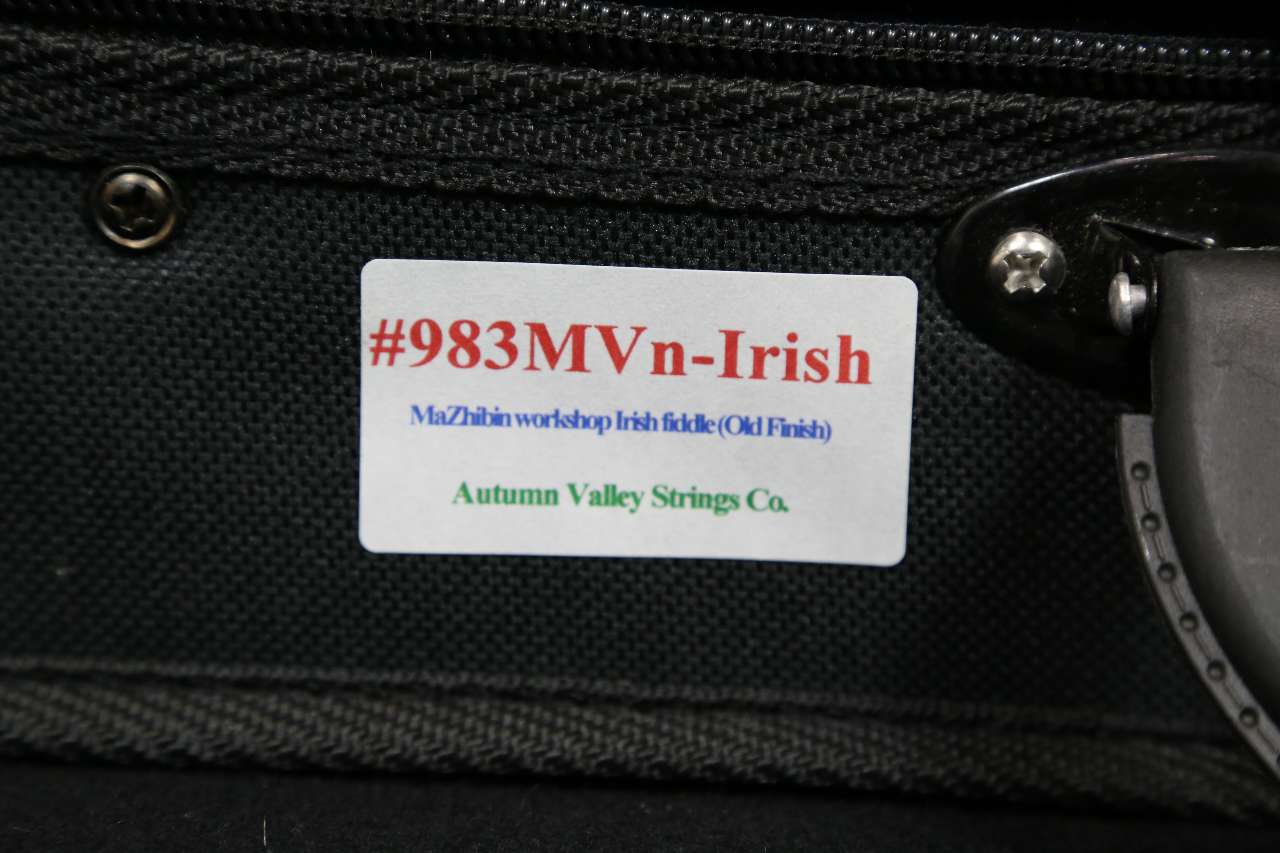 #983MVn-Irish
MaZhibin workshop Irish fiddle (Old Finish)
Autumn Valley Strings Co.